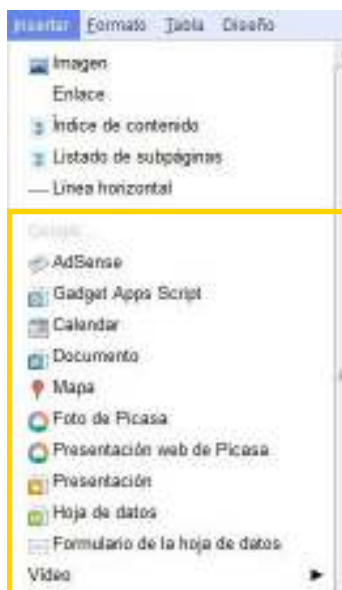 Insertar Formato Tabla Diseño
Imagen
Enlace
Índice de contenido
Listado de subpáginas
Línea horizontal
AdSense
Gadget Apps Script
Calendar
Documento
Mapa
Foto de Picasa
Presentación web de Picasa
Presentación
Hoja de datos
Formulario de la hoja de datos
Vídeo